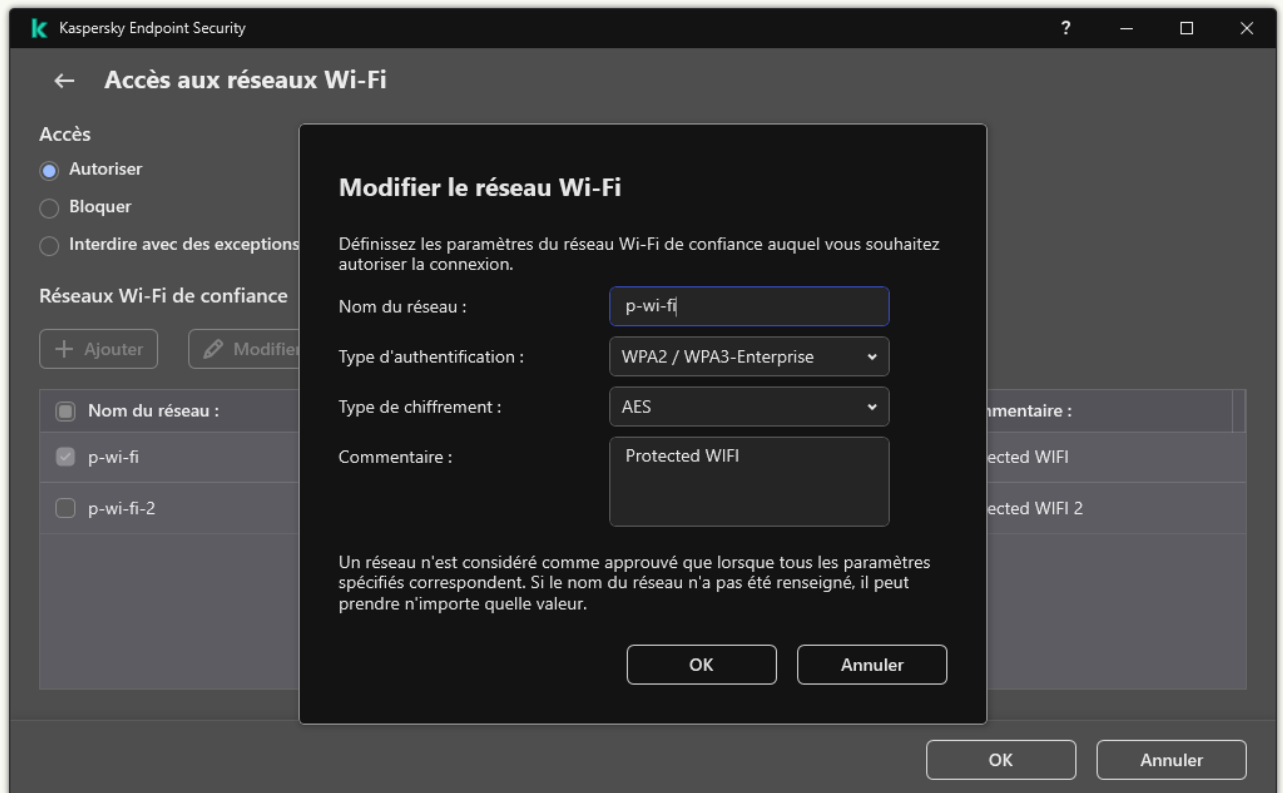 Kaspersky Endpoint Security
?
Accès aux réseaux Wi-Fi
Accès
Autoriser
Bloquer
Interdire avec des exceptions
Réseaux Wi-Fi de confiance
Ajouter
Modifier
Nom du réseau :
mmentaire :
p-wi-fi
ected WIFI
p-wi-fi-2
ected WIFI 2
Modifier le réseau Wi-Fi
Définissez les paramètres du réseau Wi-Fi de confiance auquel vous souhaitez
autoriser la connexion.
Nom du réseau : p-wi-fi
Type d'authentification : WPA2 / WPA3-Enterprise
Type de chiffrement : AES
Commentaire : Protected WIFI
Un réseau n'est considéré comme approuvé que lorsque tous les paramètres
spécifiés correspondent. Si le nom du réseau n'a pas été renseigné, il peut
prendre n'importe quelle valeur.
OK Annuler
OK Annuler